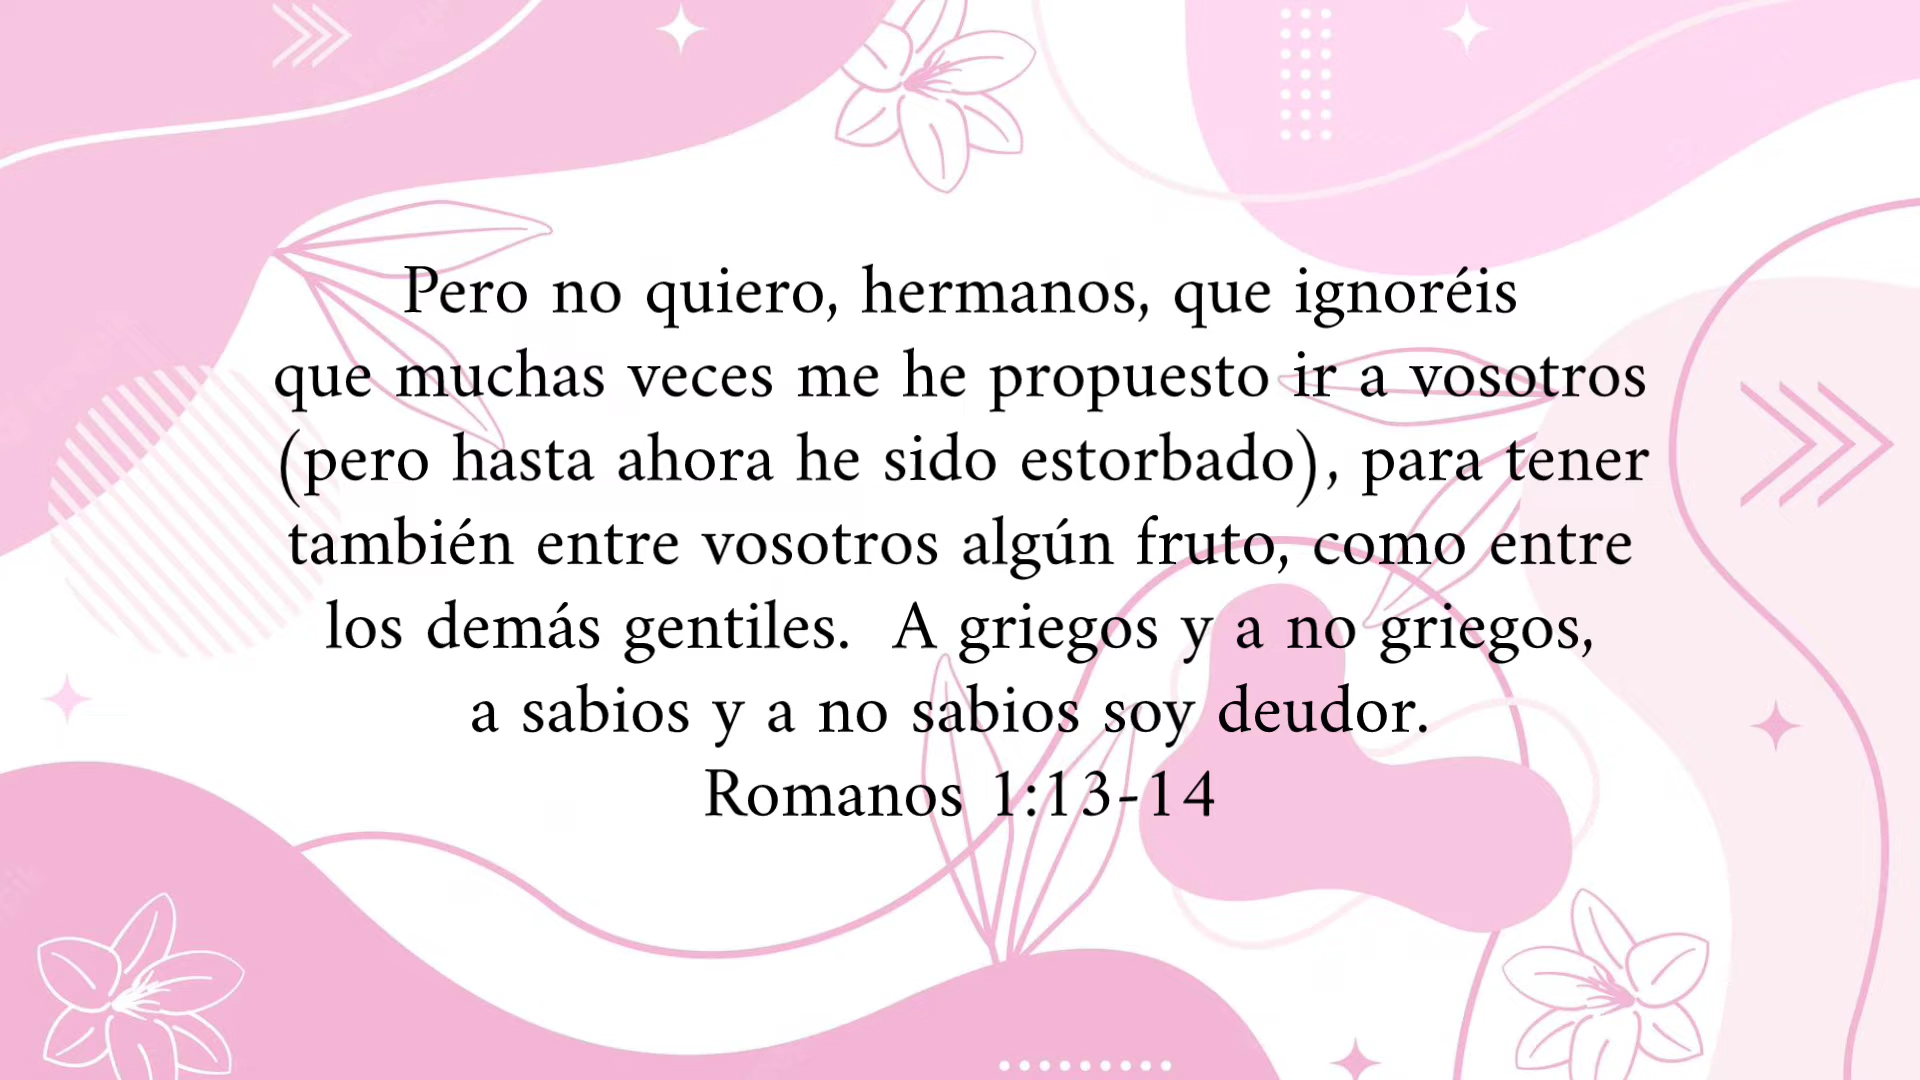 Pero no quiero, hermanos, que ignoréis
que muchas veces me he propuesto ir a vosotros
(pero hasta ahora he sido estorbado), para tener
también entre vosotros algún fruto, como entre
los demás gentiles.  A griegos y a no griegos,
a sabios y a no sabios soy deudor.
Romanos 1:13-14